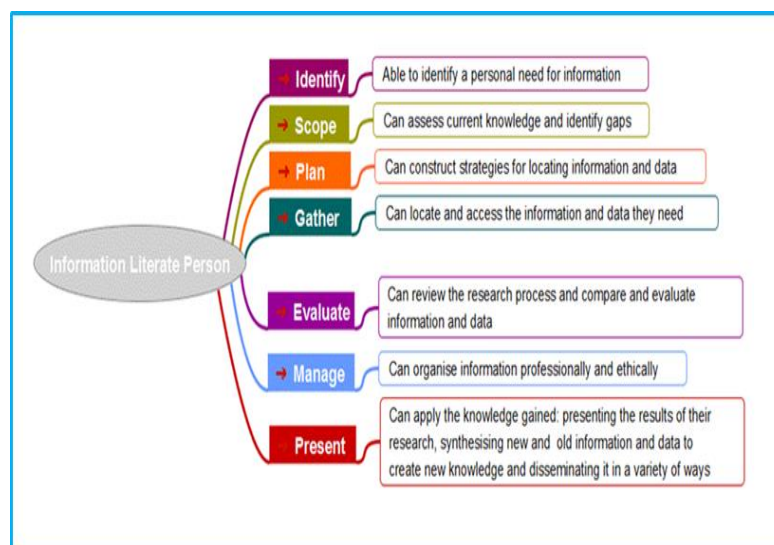 Information Literate Person
Identify
Able to identify a personal need for information
Scope
Can assess current knowledge and identify gaps
Plan
Can construct strategies for locating information and data
Gather
Can locate and access the information and data they need
Evaluate
Can review the research process and compare and evaluate
information and data
Manage
Can organise information professionally and ethically
Present
Can apply the knowledge gained: presenting the results of their
research, synthesising new and old information and data to
create new knowledge and disseminating it in a variety of ways